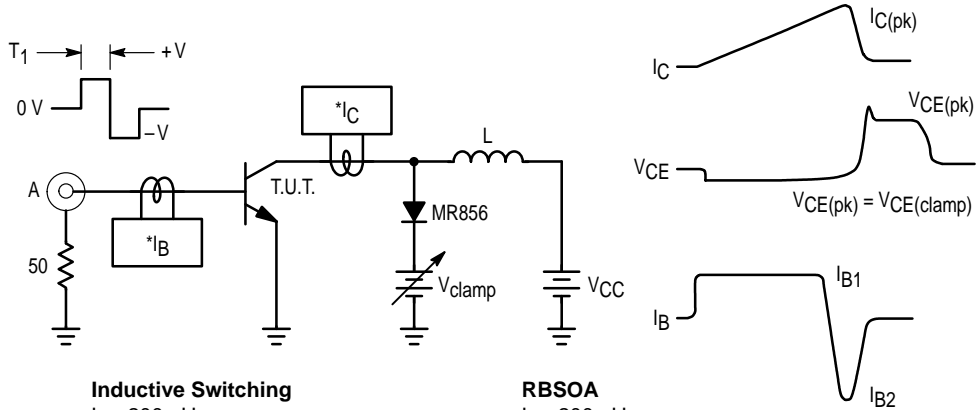 T1
+V
0 V
–V
*IC
L
A
T.U.T.
MR856
*IB
50
Vclamp
VCC
IC(pk)
IC
VCE(pk)
VCE
VCE(pk) = VCE(clamp)
IB1
IB
IB2
Inductive Switching
RBSOA